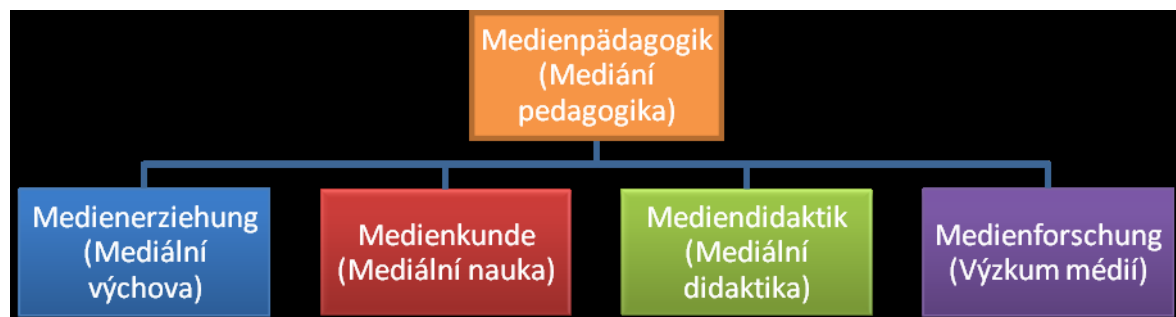 Medienpädagogik
(Mediání
pedagogika)
Medienerziehung
(Mediální
výchova)
Medienkunde
(Mediální nauka)
Mediendidaktik
(Mediální
didaktika)
Medienforschung
(Výzkum médií)